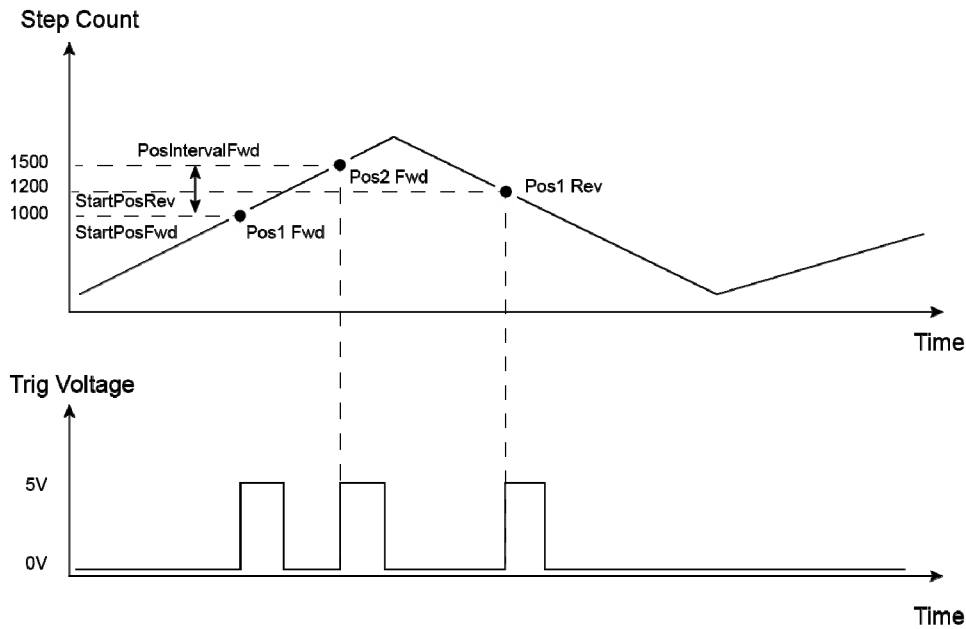 Step Count
PosIntervalFwd
1500
Pos2 Fwd
Pos1 Rev
1200
StartPosRev
1000
StartPosFwd
Pos1 Fwd
Time
Trig Voltage
5V
0V
Time